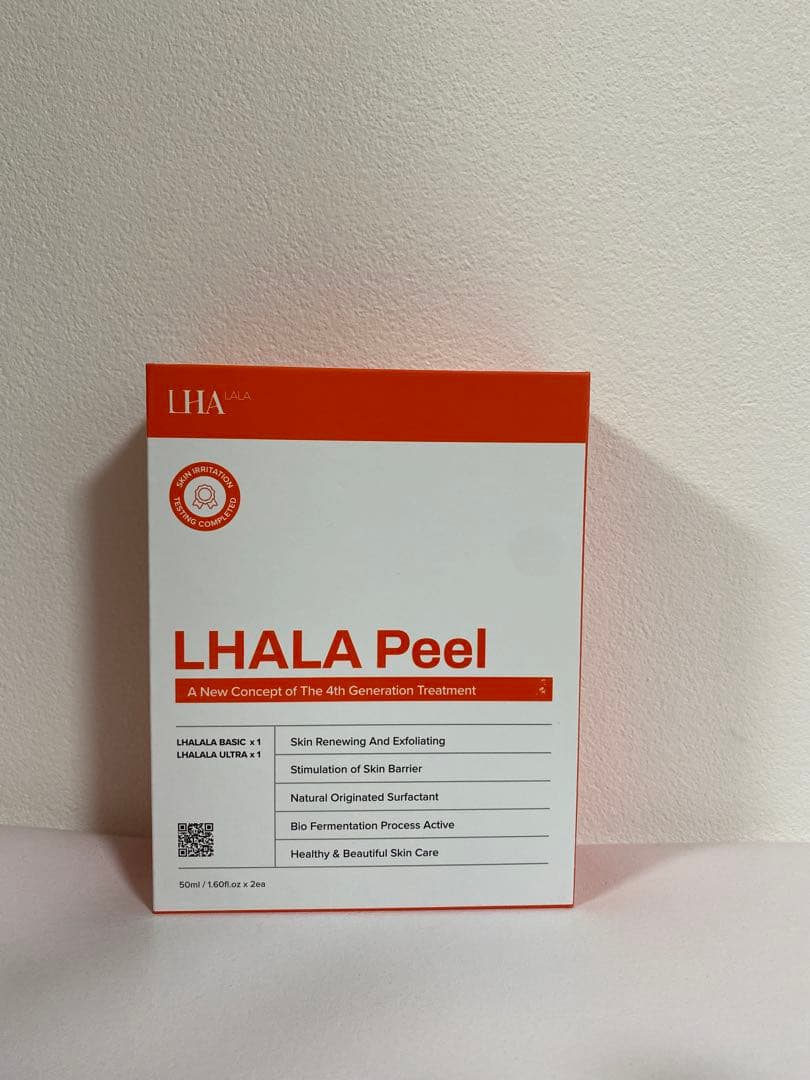 LHA LALA
SKIN IRRITATION
TESTING COMPLETED
LHALA Peel
A New Concept of The 4th Generation Treatment
LHALALA BASIC x 1
LHALALA ULTRA x 1
Skin Renewing And Exfoliating
Stimulation of Skin Barrier
Natural Originated Surfactant
Bio Fermentation Process Active
Healthy & Beautiful Skin Care
50ml / 1.60fl.oz x 2ea